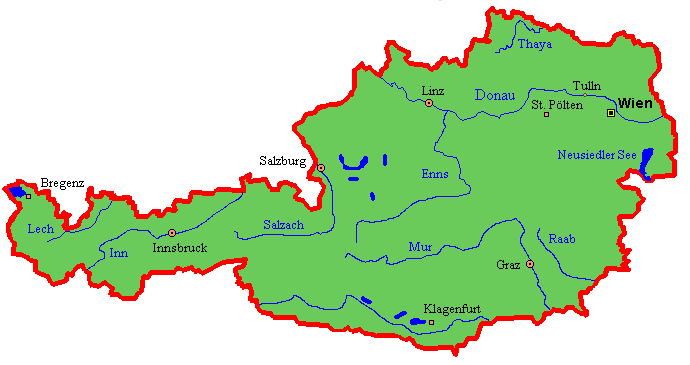 Thaya
Tulln
Linz
Donau
St. Pölten
Wien
Neusiedler See
Salzburg
Enns
Bregenz
Lech
Salzach
Inn
Innsbruck
Mur
Raab
Graz
Klagenfurt